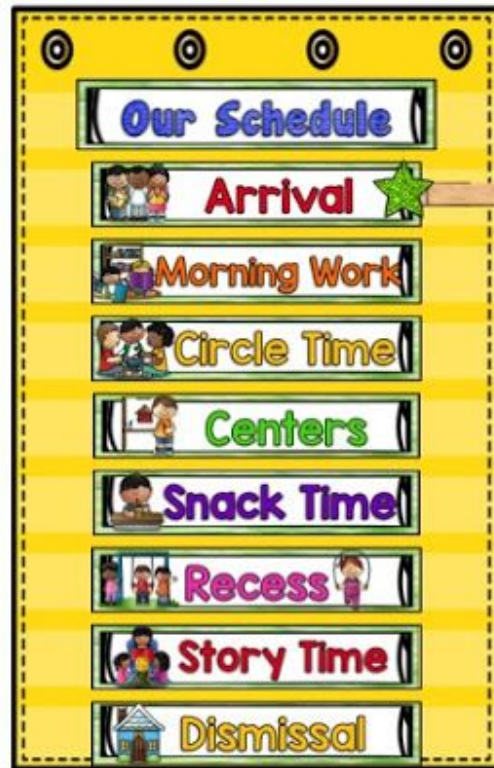 Our Schedule
Arrival
Morning Work
Circle Time
Centers
Snack Time
Recess
Story Time
Dismissal